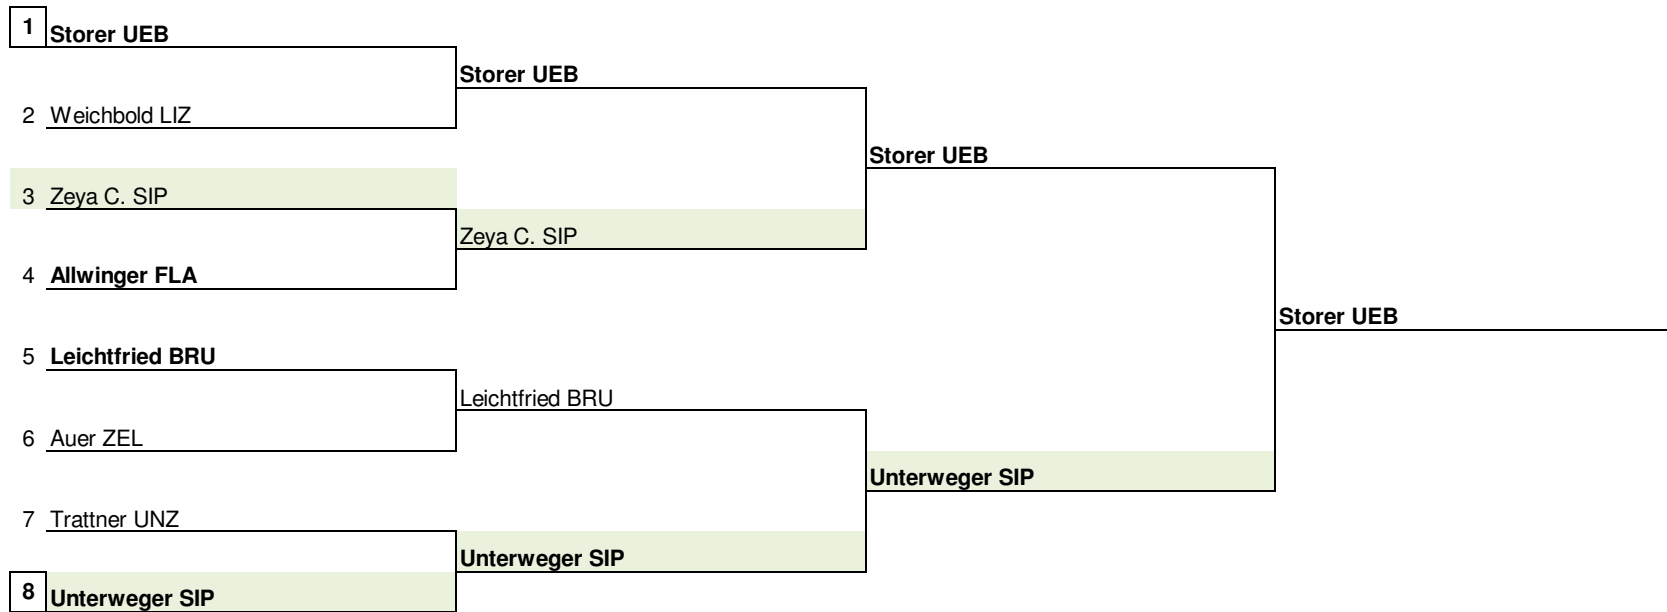 1 Storer UEB
Storer UEB
2 Weichbold LIZ
Storer UEB
3 Zeya C. SIP
Zeya C. SIP
4 Allwinger FLA
Storer UEB
5 Leichtfried BRU
Leichtfried BRU
6 Auer ZEL
Unterweger SIP
7 Trattner UNZ
Unterweger SIP
8 Unterweger SIP